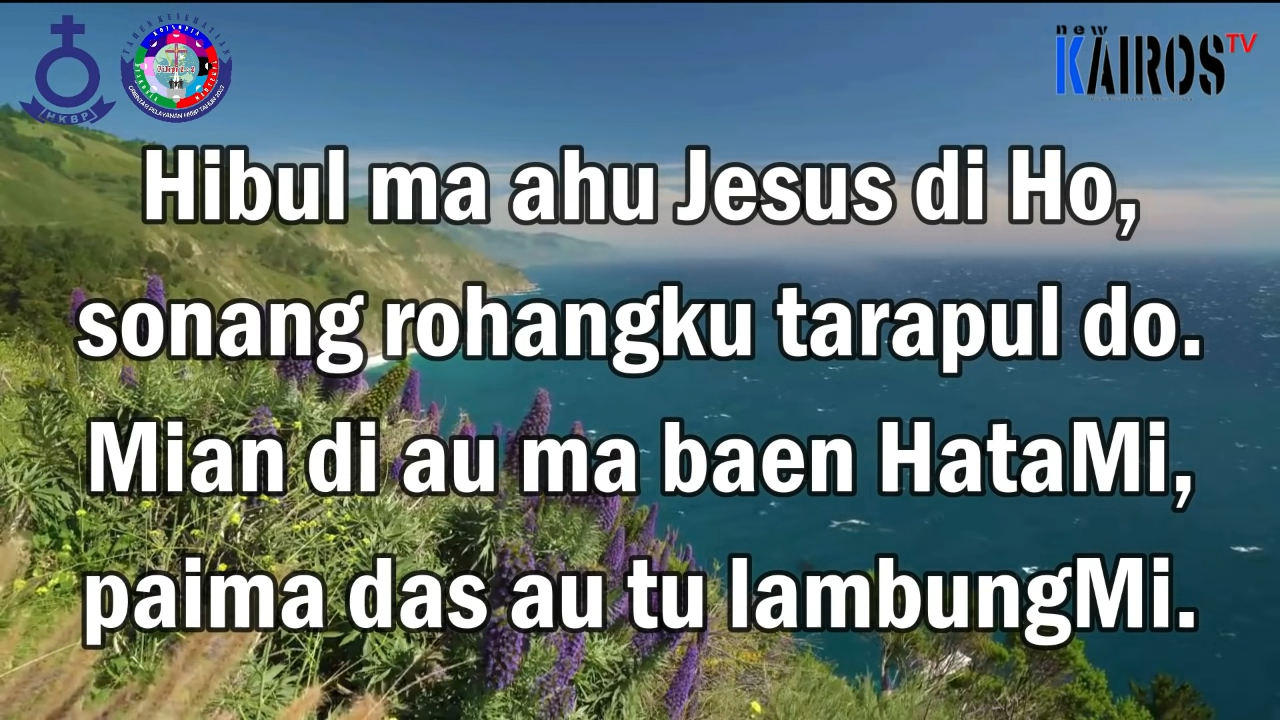 HKBP
new
KAIROS TV
Hibul ma ahu Jesus di Ho,
sonang rohangku tarapul do.
Mian di au ma baen HataMi,
paima das au tu lambungMi.